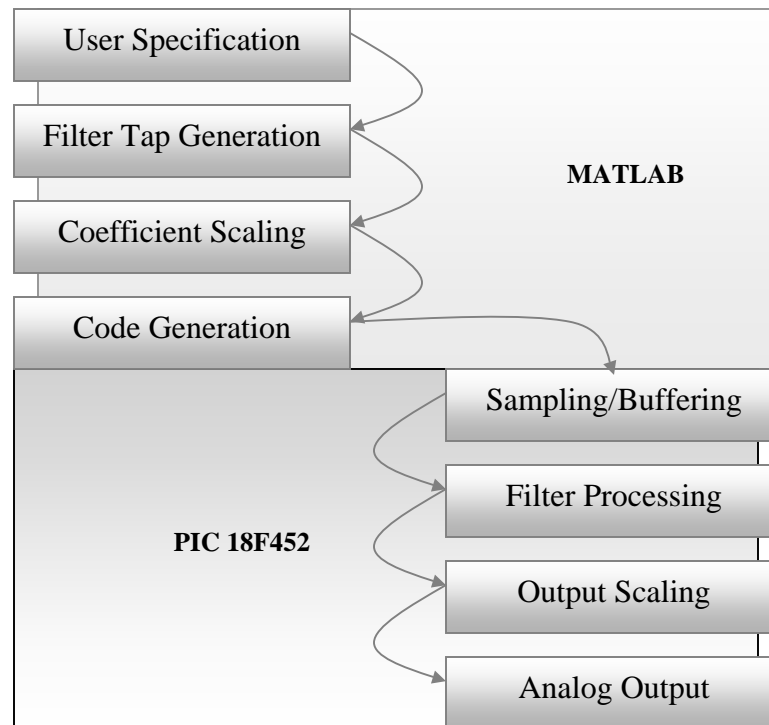 User Specification
Filter Tap Generation
MATLAB
Coefficient Scaling
Code Generation
Sampling/Buffering
Filter Processing
PIC 18F452
Output Scaling
Analog Output